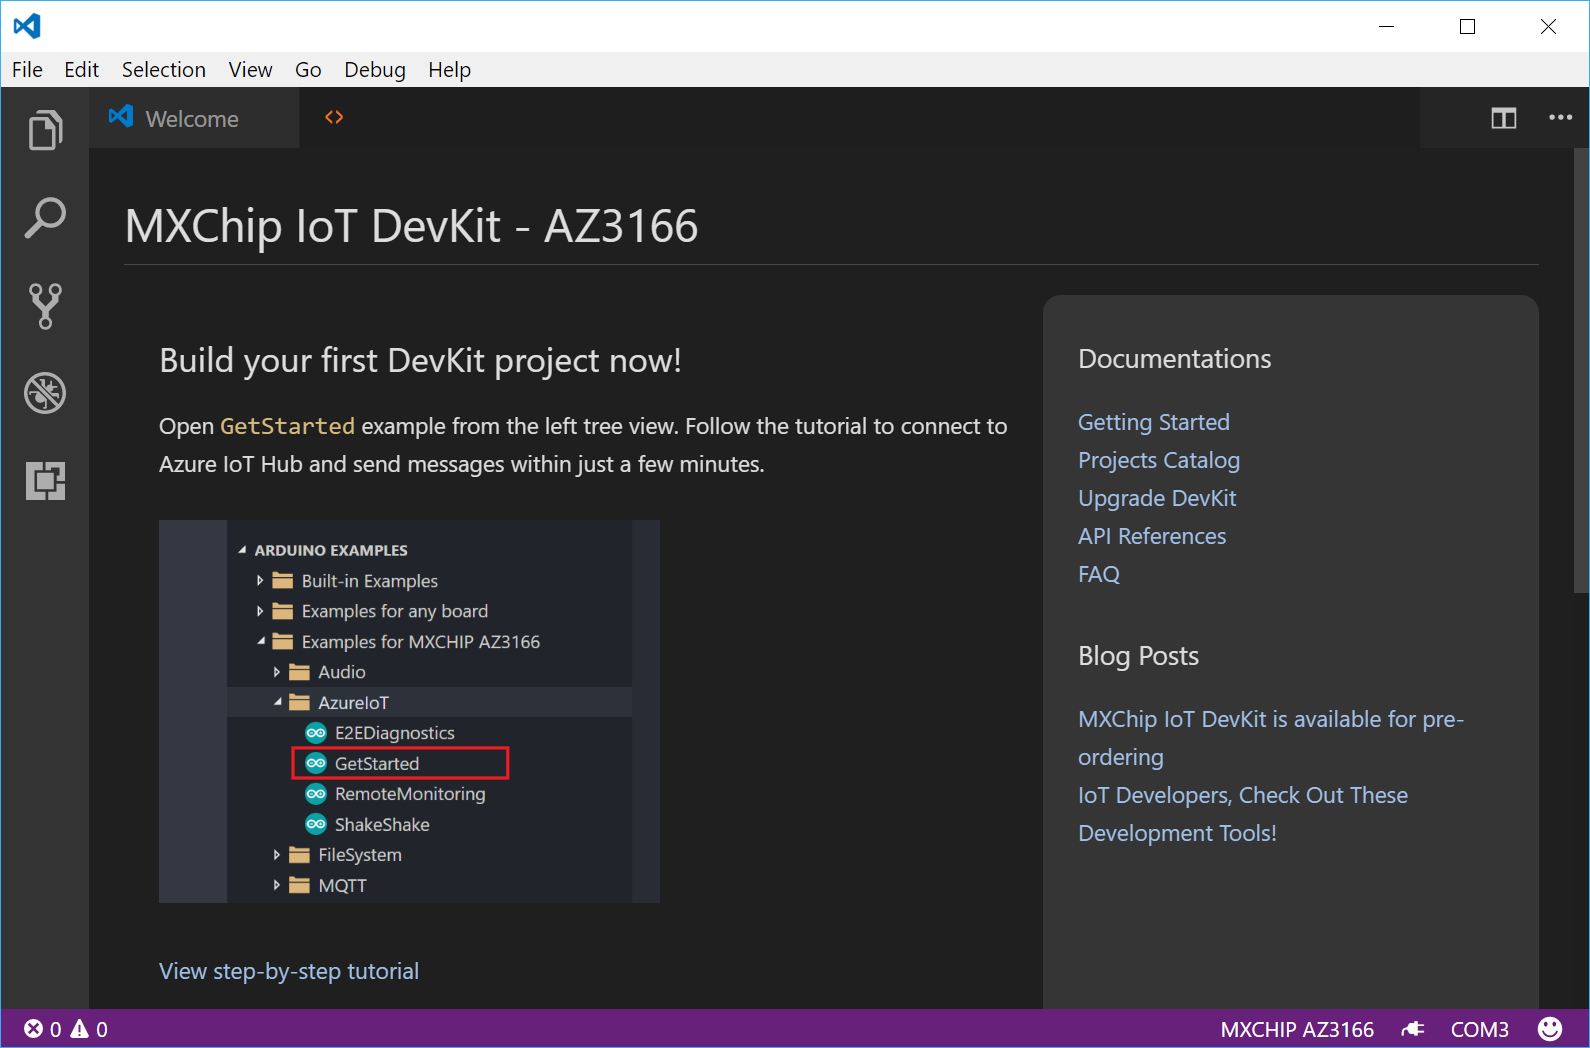 File Edit Selection View Go Debug Help
Welcome
MXChip IoT DevKit - AZ3166
Build your first DevKit project now!
Open GetStarted example from the left tree view. Follow the tutorial to connect to
Azure IoT Hub and send messages within just a few minutes.
ARDUINO EXAMPLES
Built-in Examples
Examples for any board
Examples for MXCHIP AZ3166
Audio
AzureIoT
E2EDiagnostics
GetStarted
RemoteMonitoring
ShakeShake
FileSystem
MQTT
View step-by-step tutorial
Documentations
Getting Started
Projects Catalog
Upgrade DevKit
API References
FAQ
Blog Posts
MXChip IoT DevKit is available for pre-
ordering
IoT Developers, Check Out These
Development Tools!
0 0 MXCHIP AZ3166 COM3